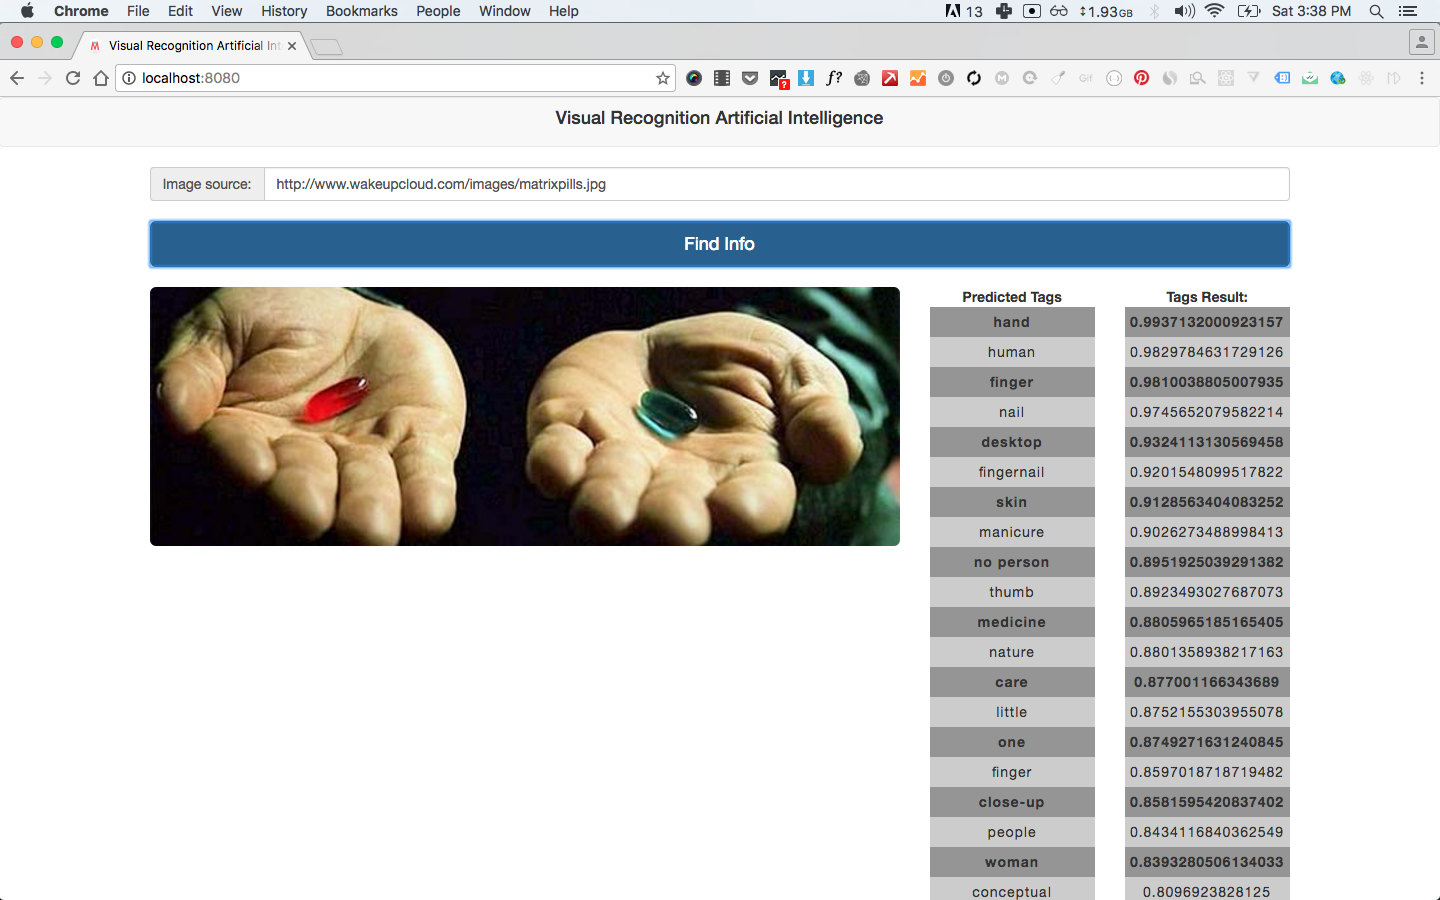 Chrome File Edit View History Bookmarks People Window Help 13 1.93GB Sat 3:38 PM
Visual Recognition Artificial Int
localhost:8080 f? ? Gif
Visual Recognition Artificial Intelligence
Image source: http://www.wakeupcloud.com/images/matrixpills.jpg
Find Info
Predicted Tags Tags Result:
hand 0.9937132000923157
human 0.9829784631729126
finger 0.9810038805007935
nail 0.9745652079582214
desktop 0.9324113130569458
fingernail 0.9201548099517822
skin 0.9128563404083252
manicure 0.9026273488998413
no person 0.8951925039291382
thumb 0.8923493027687073
medicine 0.8805965185165405
nature 0.8801358938217163
care 0.877001166343689
little 0.8752155303955078
one 0.8749271631240845
finger 0.8597018718719482
close-up 0.8581595420837402
people 0.8434116840362549
woman 0.8393280506134033
conceptual 0.8096923828125